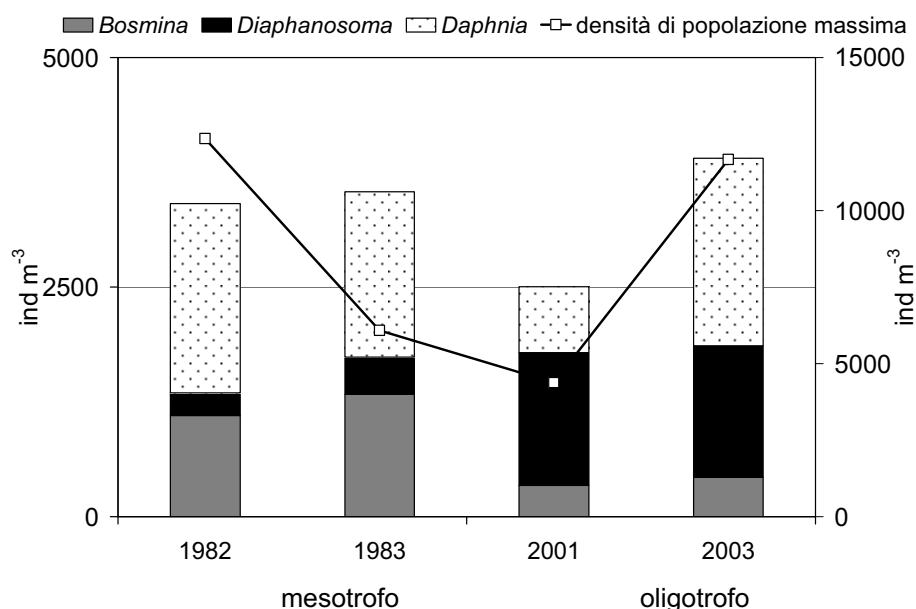 Bosmina Diaphanosoma Daphnia densità di popolazione massima
5000 15000
10000
2500
5000
0 0
ind m⁻³
ind m⁻³
1982 1983 2001 2003
mesotrofo oligotrofo